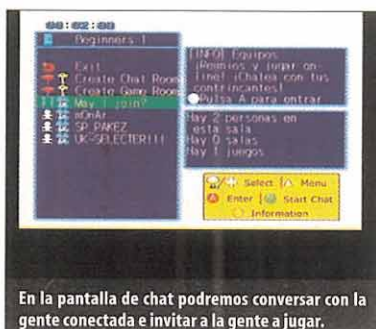 00:02:00
Beginners 1
Exit
Create Chat Room
Create Game Room
May I join?
mOnAr
SP PAKEZ
UK-SELECTER!!!
[INFO] Equipos
¡Reunios y jugar on-
line! ¡Chatea con tus
contrincantes!
Pulsa A para entrar
Hay 2 personas en
esta sala
Hay 0 salas
Hay 1 juegos
Select Menu
A Enter Start Chat
Information
En la pantalla de chat podremos conversar con la
gente conectada e invitar a la gente a jugar.